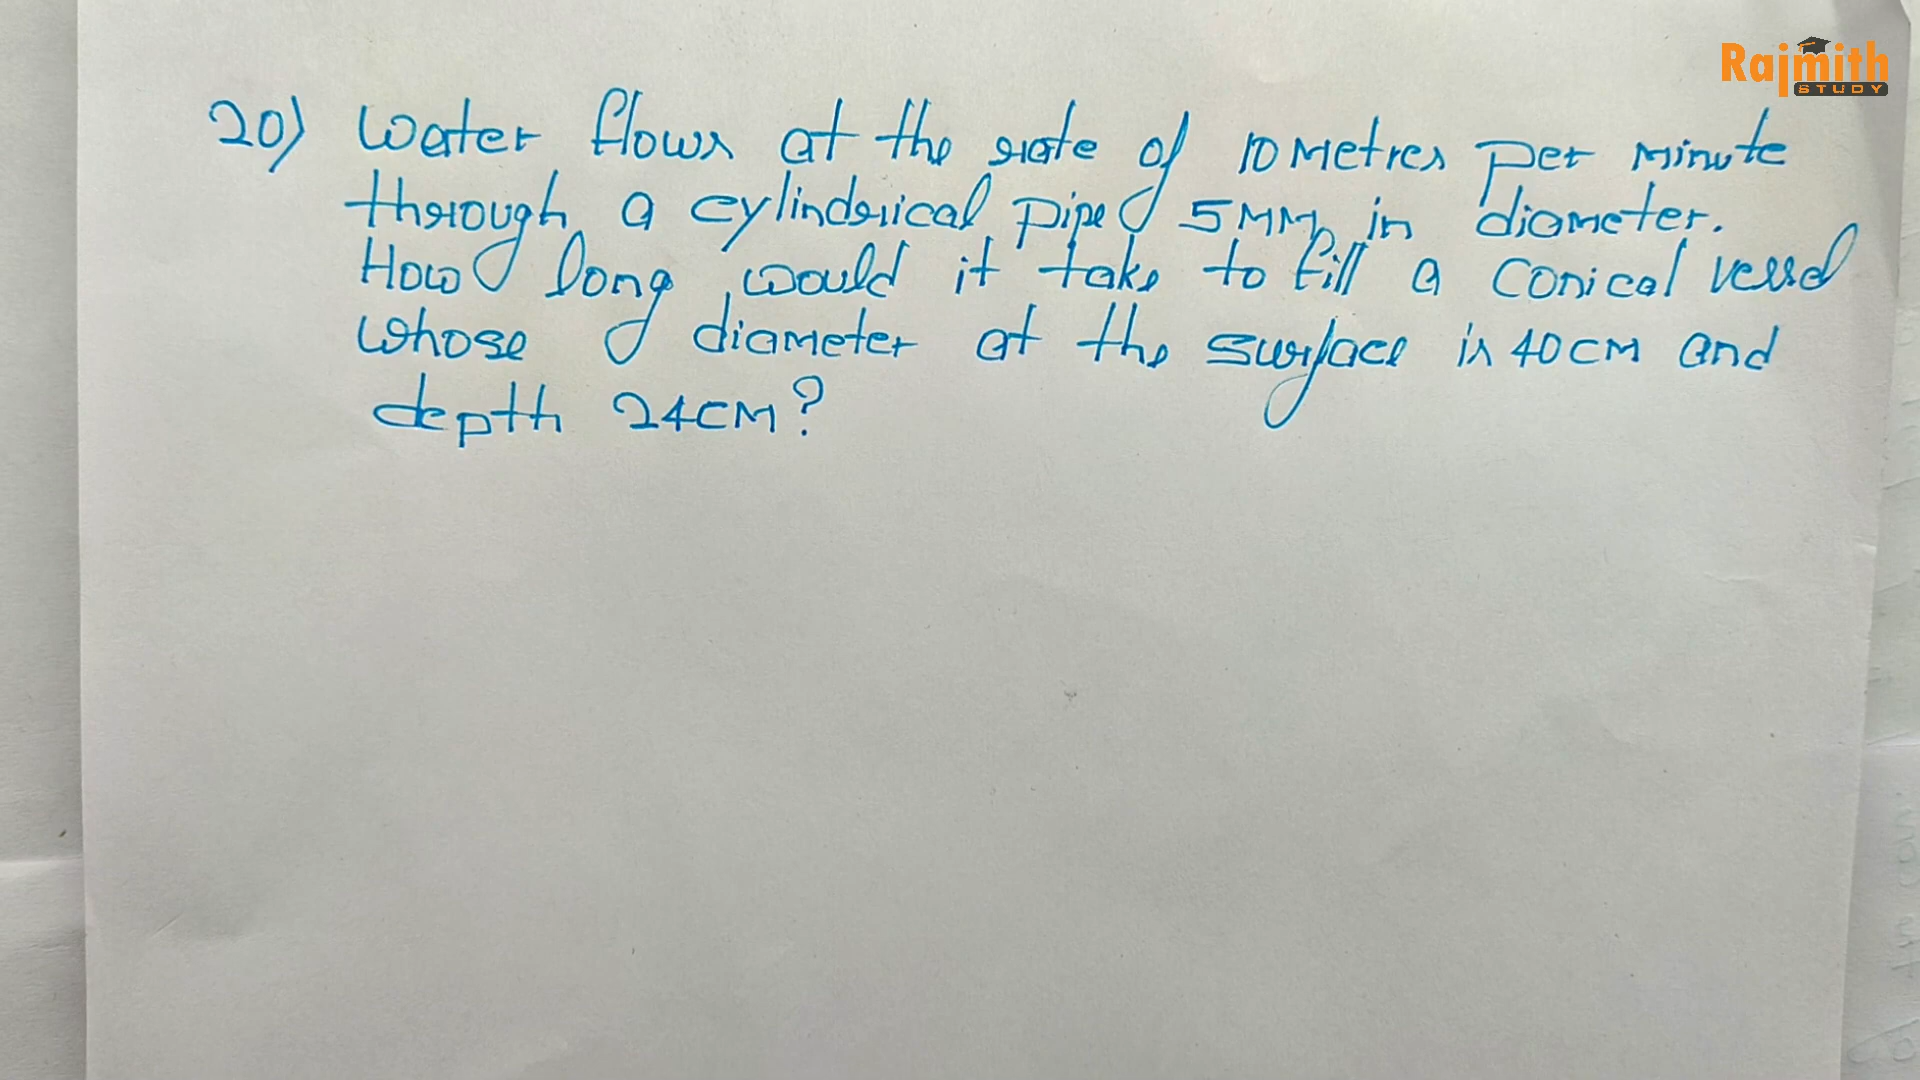 Rajmith
STUDY
20) Water flows at the rate of 10 Metres per minute
through a cylindrical pipe 5MM in diameter.
How long would it take to fill a conical vessel
whose diameter at the surface is 40CM and
depth 24CM?